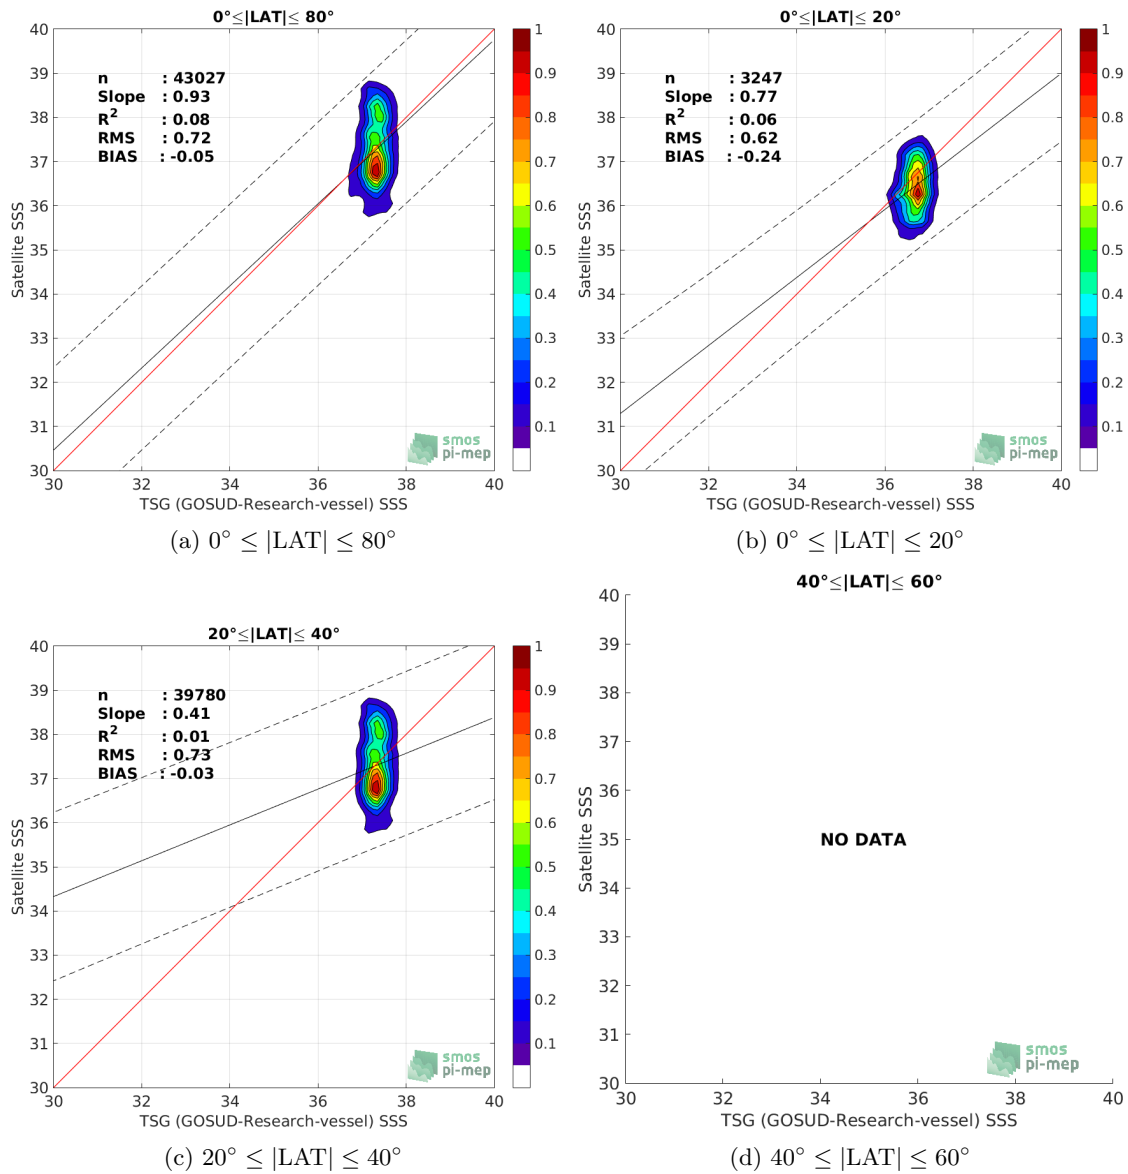 0°≤|LAT|≤ 80°
40
39
38
37
36
35
34
33
32
31
30
Satellite SSS
n : 43027
Slope : 0.93
R2 : 0.08
RMS : 0.72
BIAS : -0.05
smos
pi-mep
30 32 34 36 38 40
TSG (GOSUD-Research-vessel) SSS
1
0.9
0.8
0.7
0.6
0.5
0.4
0.3
0.2
0.1
(a) 0° ≤ |LAT| ≤ 80°
0°≤|LAT|≤ 20°
40
39
38
37
36
35
34
33
32
31
30
Satellite SSS
n : 3247
Slope : 0.77
R2 : 0.06
RMS : 0.62
BIAS : -0.24
smos
pi-mep
30 32 34 36 38 40
TSG (GOSUD-Research-vessel) SSS
1
0.9
0.8
0.7
0.6
0.5
0.4
0.3
0.2
0.1
(b) 0° ≤ |LAT| ≤ 20°
20°≤|LAT|≤ 40°
40
39
38
37
36
35
34
33
32
31
30
Satellite SSS
n : 39780
Slope : 0.41
R2 : 0.01
RMS : 0.73
BIAS : -0.03
smos
pi-mep
30 32 34 36 38 40
TSG (GOSUD-Research-vessel) SSS
1
0.9
0.8
0.7
0.6
0.5
0.4
0.3
0.2
0.1
(c) 20° ≤ |LAT| ≤ 40°
40°≤|LAT|≤ 60°
40
39
38
37
36
35
34
33
32
31
30
Satellite SSS
NO DATA
smos
pi-mep
30 32 34 36 38 40
TSG (GOSUD-Research-vessel) SSS
(d) 40° ≤ |LAT| ≤ 60°